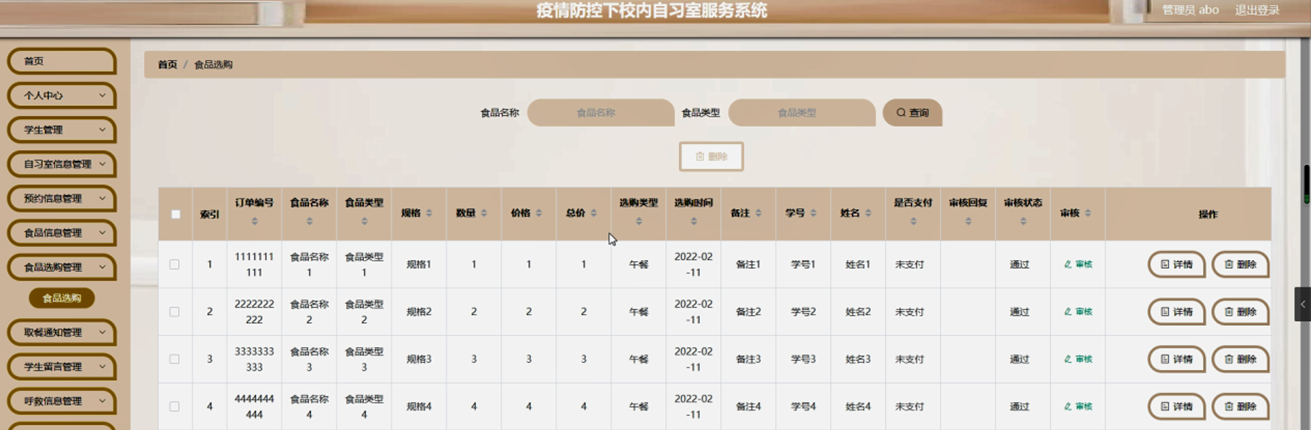 疫情防控下校内自习室服务系统
管理员 abo 退出登录
首页
个人中心
学生管理
自习室信息管理
预约信息管理
食品信息管理
食品选购管理
食品选购
取餐通知管理
学生留言管理
呼救信息管理
首页 / 食品选购
食品名称 食品名称 食品类型 食品类型 查询
删除
索引 订单编号 食品名称 食品类型 规格 数量 价格 总价 选购类型 选购时间 备注 学号 姓名 是否支付 审核回复 审核状态 审核 操作
1 1111111111 食品名称1 食品类型1 规格1 1 1 1 午餐 2022-02-11 备注1 学号1 姓名1 未支付 通过 审核 详情 删除
2 2222222222 食品名称2 食品类型2 规格2 2 2 2 午餐 2022-02-11 备注2 学号2 姓名2 未支付 通过 审核 详情 删除
3 3333333333 食品名称3 食品类型3 规格3 3 3 3 午餐 2022-02-11 备注3 学号3 姓名3 未支付 通过 审核 详情 删除
4 4444444444 食品名称4 食品类型4 规格4 4 4 4 午餐 2022-02-11 备注4 学号4 姓名4 未支付 通过 审核 详情 删除